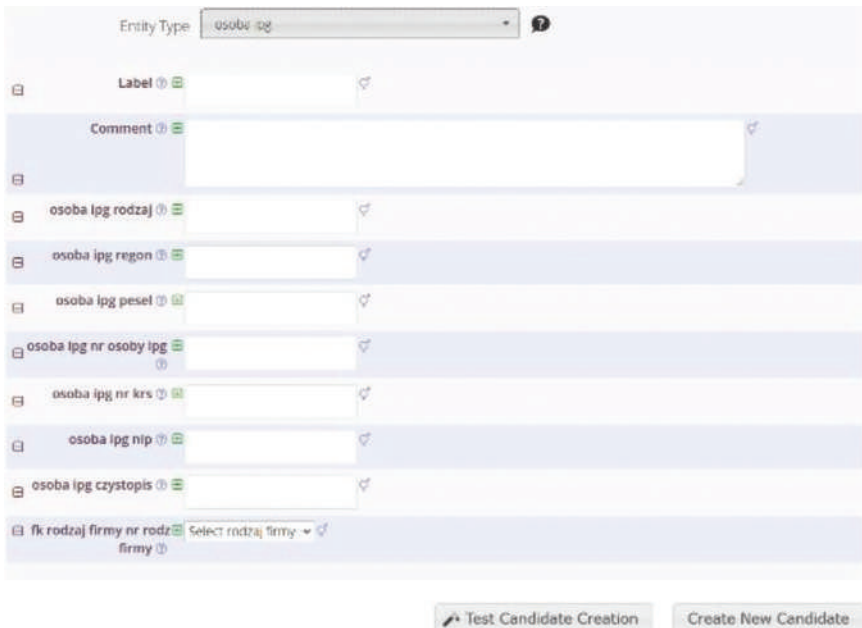 Entity Type osoba ipg
Label
Comment
osoba ipg rodzaj
osoba ipg regon
osoba ipg pesel
osoba ipg nr osoby ipg
osoba ipg nr krs
osoba ipg nip
osoba ipg czystopis
fk rodzaj firmy nr rodz Select rodzaj firmy
firmy
Test Candidate Creation Create New Candidate